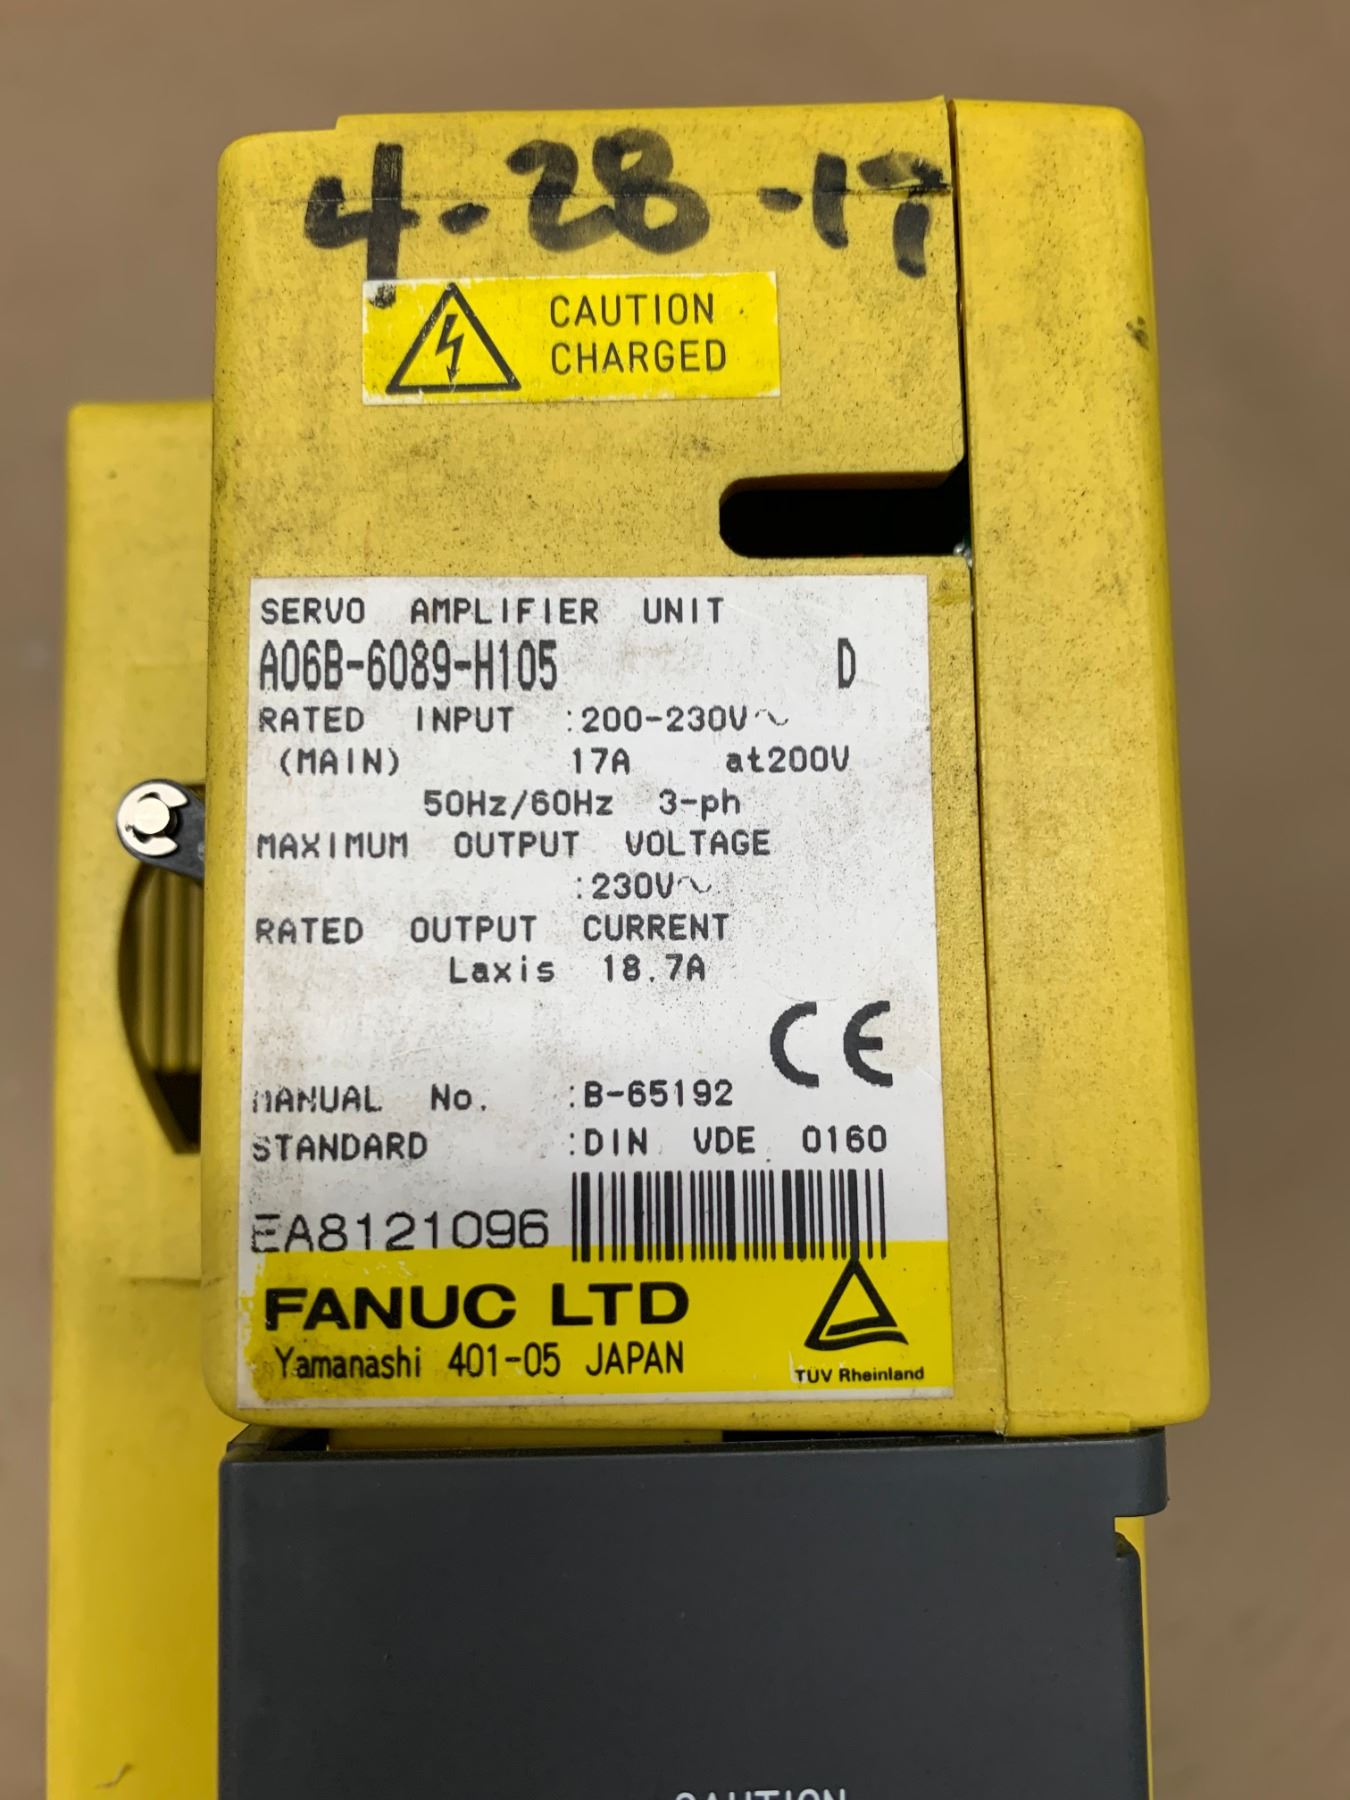 4-28-17
CAUTION
CHARGED
SERVO AMPLIFIER UNIT
A06B-6089-H105 D
RATED INPUT :200-230V～
(MAIN) 17A at200V
50Hz/60Hz 3-ph
MAXIMUM OUTPUT VOLTAGE
:230V～
RATED OUTPUT CURRENT
Laxis 18.7A
CE
MANUAL No. :B-65192
STANDARD :DIN VDE 0160
EA8121096
FANUC LTD
Yamanashi 401-05 JAPAN
TÜV Rheinland
CAUTION